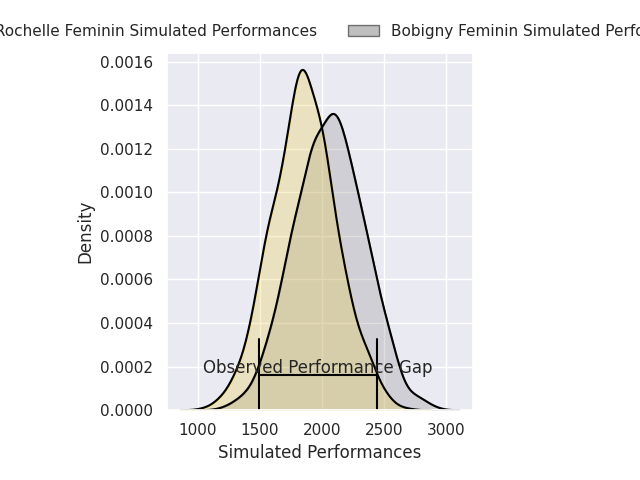 Rochelle Feminin Simulated Performances
Bobigny Feminin Simulated
0.0016
0.0014
0.0012
0.0010
0.0008
0.0006
0.0004
0.0002
0.0000
Density
Observed Performance Gap
1000 1500 2000 2500 3000
Simulated Performances